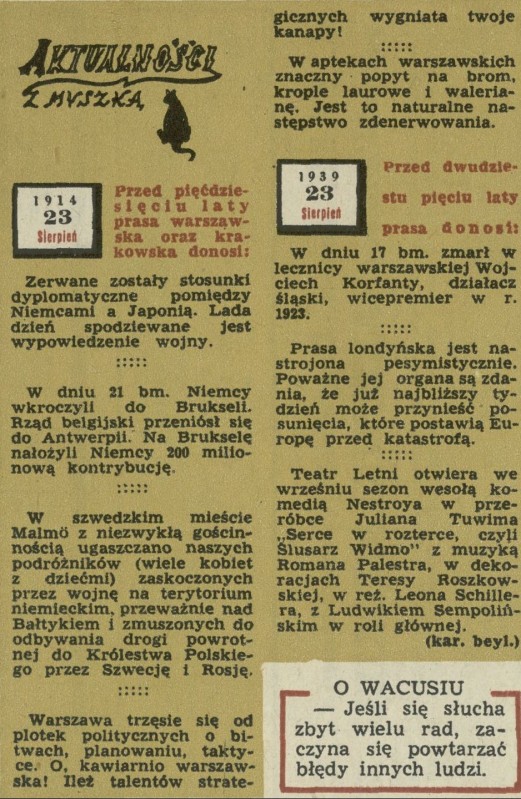 AKTUALNOŚCI
Z MYSZKĄ
1914
23
Sierpień
Przed pięćdzie-
sięciu laty
prasa warszaw-
ska oraz kra-
kowska donosi:
Zerwane zostały stosunki
dyplomatyczne pomiędzy
Niemcami a Japonią. Lada
dzień spodziewane jest
wypowiedzenie wojny.
:::::
W dniu 21 bm. Niemcy
wkroczyli do Brukseli.
Rząd belgijski przeniósł się
do Antwerpii. Na Brukselę
nałożyli Niemcy 200 milio-
nową kontrybucję.
:::::
W szwedzkim mieście
Malmö z niezwykłą gościn-
nością ugaszczano naszych
podróżników (wiele kobiet
z dziećmi) zaskoczonych
przez wojnę na terytorium
niemieckim, przeważnie nad
Bałtykiem i zmuszonych do
odbywania drogi powrot-
nej do Królestwa Polskie-
go przez Szwecję i Rosję.
:::::
Warszawa trzęsie się od
plotek politycznych o bi-
twach, planowaniu, takty-
ce. O, kawiarnio warszaw-
ska! Ileż talentów strate-
gicznych wygniata twoje
kanapy!
:::::
W aptekach warszawskich
znaczny popyt na brom,
krople laurowe i waleria-
nę. Jest to naturalne na-
stępstwo zdenerwowania.
1939
23
Sierpień
Przed dwudzie-
stu pięciu laty
prasa donosi:
W dniu 17 bm. zmarł w
lecznicy warszawskiej Woj-
ciech Korfanty, działacz
śląski, wicepremier w r.
1923.
:::::
Prasa londyńska jest na-
strojona pesymistycznie.
Poważne jej organa są zda-
nia, że już najbliższy ty-
dzień może przynieść po-
sunięcia, które postawią Eu-
ropę przed katastrofą.
:::::
Teatr Letni otwiera we
wrześniu sezon wesołą ko-
medią Nestroya w prze-
róbce Juliana Tuwima
„Serce w rozterce, czyli
Ślusarz Widmo" z muzyką
Romana Palestra, w deko-
racjach Teresy Roszkow-
skiej, w reż. Leona Schille-
ra, z Ludwikiem Sempoliń-
skim w roli głównej.
(kar. beyl.)
O WACUSIU
— Jeśli się słucha
zbyt wielu rad, za-
czyna się powtarzać
błędy innych ludzi.